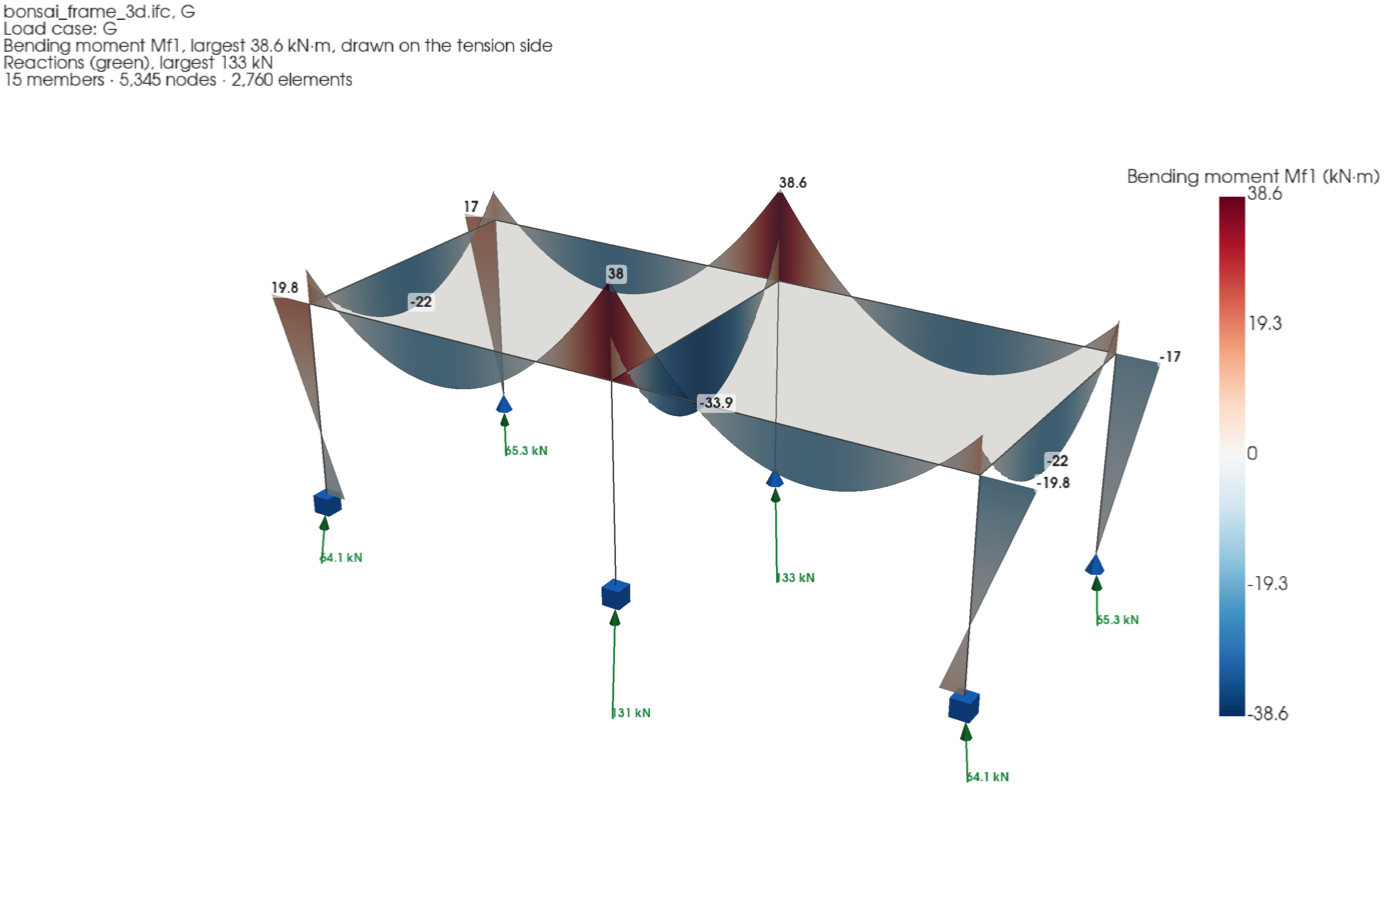 bonsai_frame_3d.ifc, G
Load case: G
Bending moment Mf1, largest 38.6 kN·m, drawn on the tension side
Reactions (green), largest 133 kN
15 members · 5,345 nodes · 2,760 elements
Bending moment Mf1 (kN·m)
38.6
19.3
0
-19.3
-38.6
38.6
17
38
19.8
-22
-17
-33.9
-22
-19.8
65.3 kN
64.1 kN
133 kN
65.3 kN
131 kN
64.1 kN